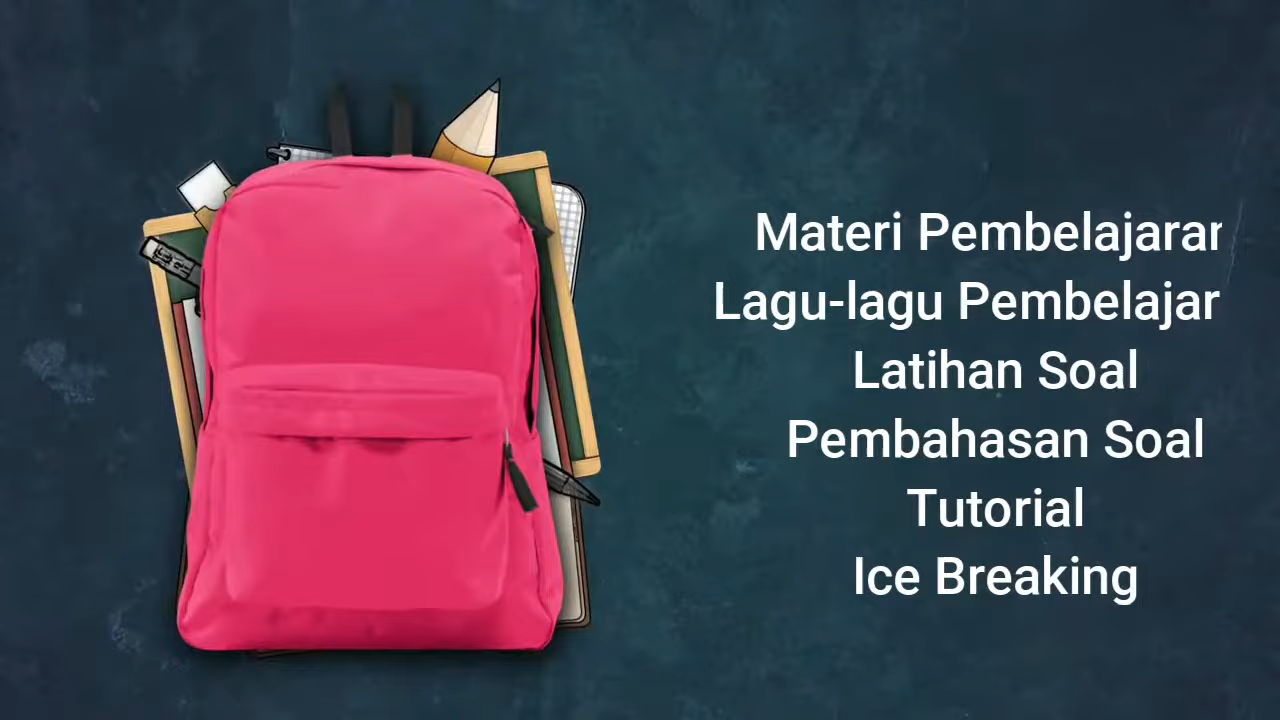 Materi Pembelajaran
Lagu-lagu Pembelajar
Latihan Soal
Pembahasan Soal
Tutorial
Ice Breaking